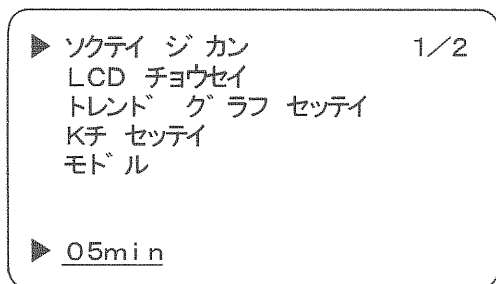 ▶ ソクテイ ジカン 1/2
LCD チョウセイ
トレンド グラフ セッテイ
Kチ セッテイ
モドル
▶ 05min